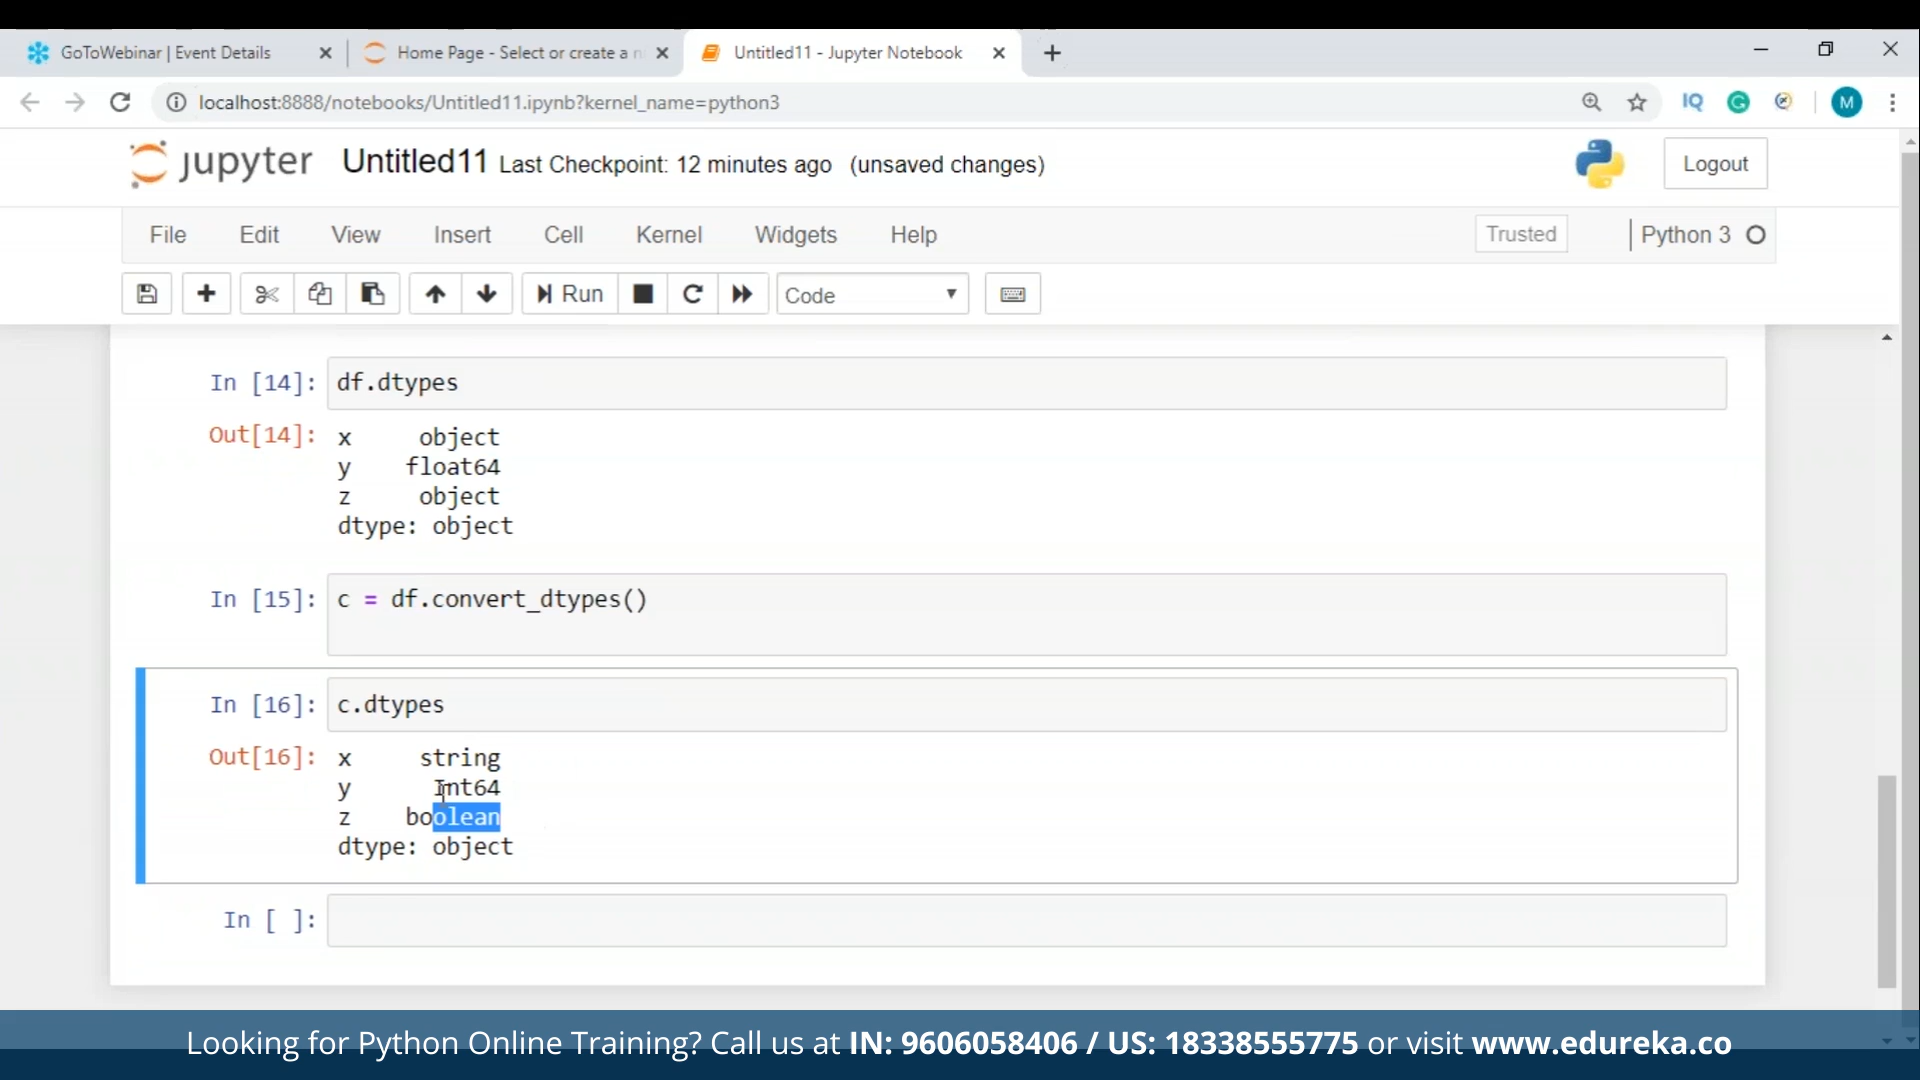 GoToWebinar | Event Details
Home Page - Select or create a n
Untitled11 - Jupyter Notebook
localhost:8888/notebooks/Untitled11.ipynb?kernel_name=python3
IQ
G
M
jupyter Untitled11 Last Checkpoint: 12 minutes ago (unsaved changes)
Logout
File Edit View Insert Cell Kernel Widgets Help
Trusted
Python 3
Run
Code
In [14]: df.dtypes
Out[14]: x object
y float64
z object
dtype: object
In [15]: c = df.convert_dtypes()
In [16]: c.dtypes
Out[16]: x string
y Int64
z boolean
dtype: object
In [ ]:
Looking for Python Online Training? Call us at IN: 9606058406 / US: 18338555775 or visit www.edureka.co